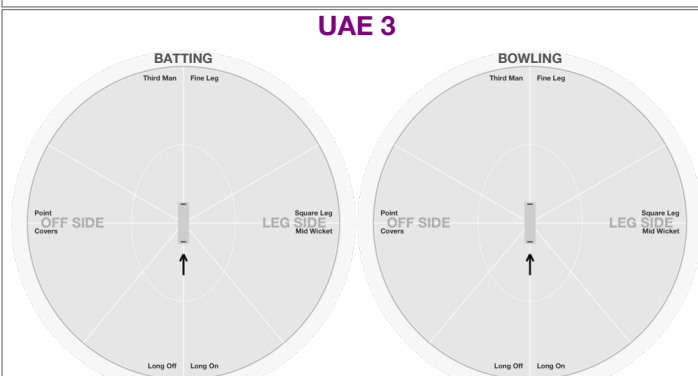 UAE 3
BATTING
Third Man Fine Leg
Point
OFF SIDE
Covers
Square Leg
LEG SIDE
Mid Wicket
Long Off Long On
BOWLING
Third Man Fine Leg
Point
OFF SIDE
Covers
Square Leg
LEG SIDE
Mid Wicket
Long Off Long On